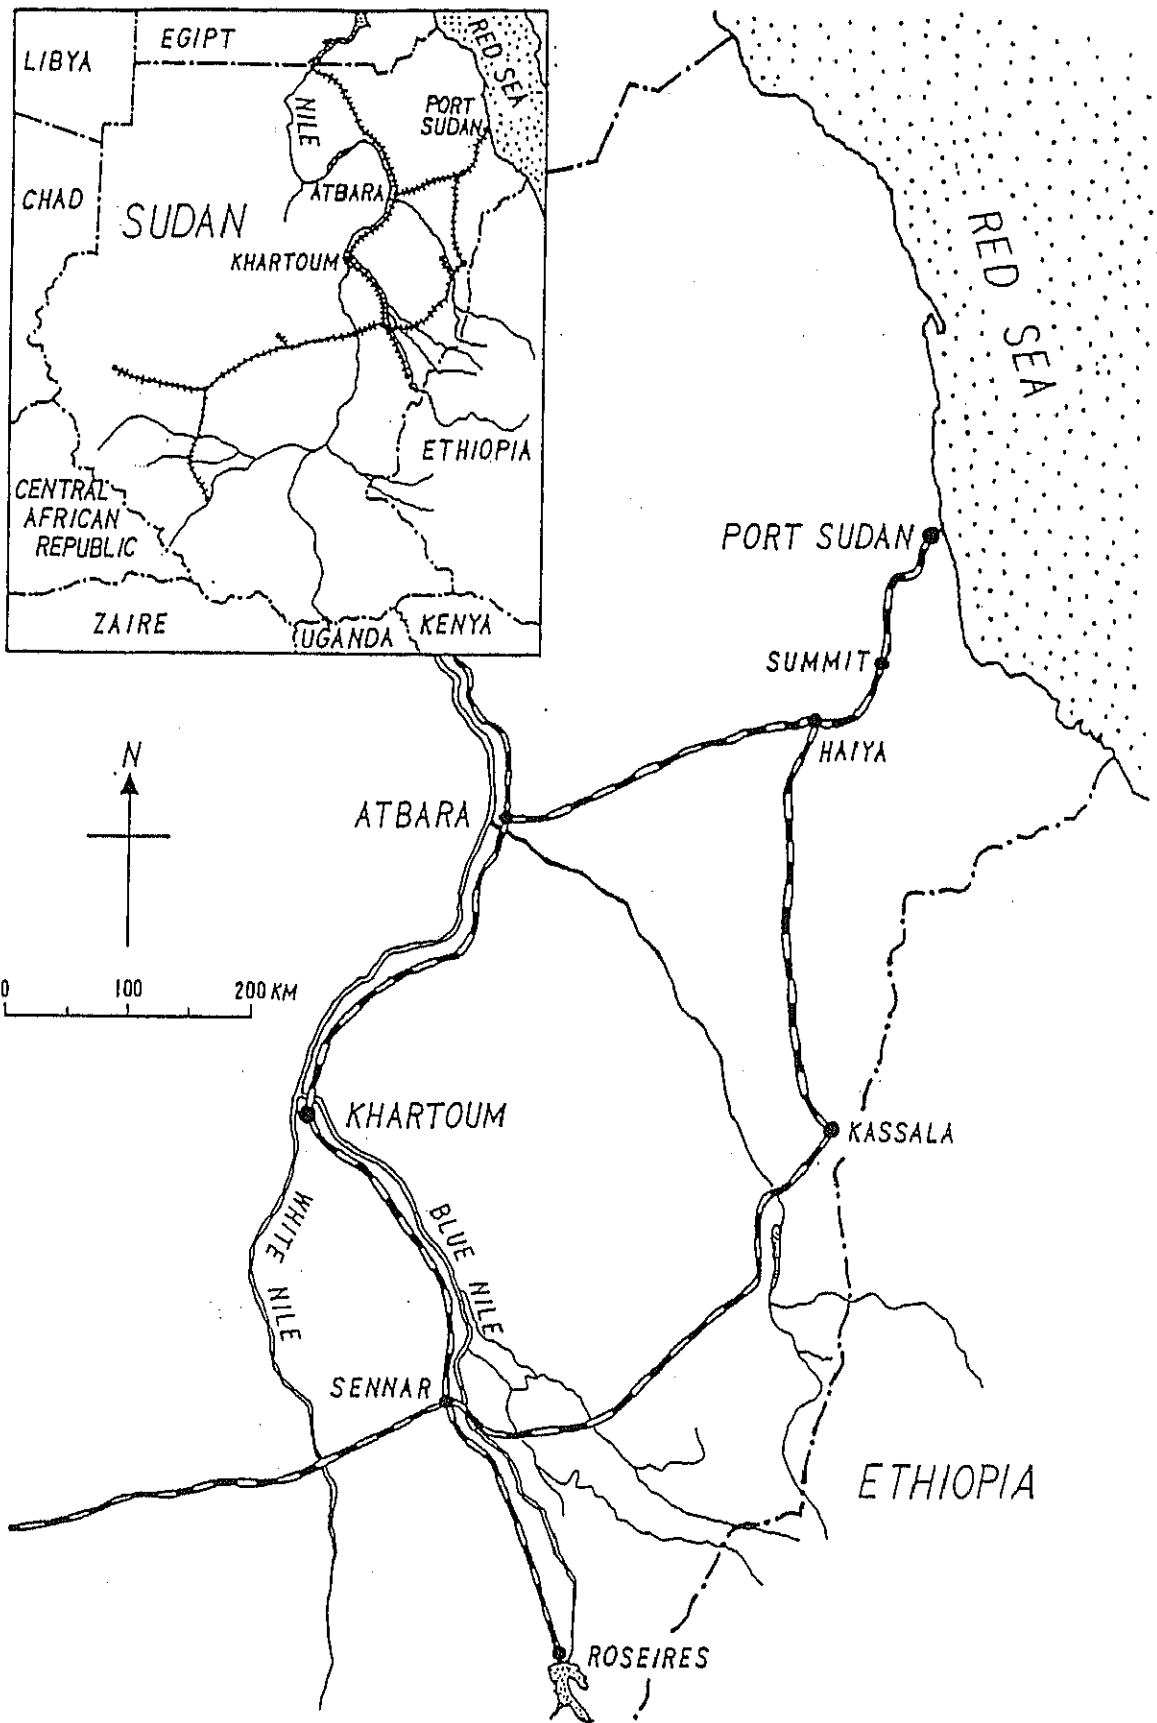 EGIPT
LIBYA
RED SEA
NILE
PORT
SUDAN
CHAD
ATBARA
SUDAN
KHARTOUM
ETHIOPIA
CENTRAL
AFRICAN
REPUBLIC
ZAIRE
UGANDA
KENYA
RED SEA
PORT SUDAN
SUMMIT
HAIYA
N
ATBARA
0 100 200 KM
KHARTOUM
KASSALA
WHITE NILE
BLUE NILE
SENNAR
ETHIOPIA
ROSEIRES